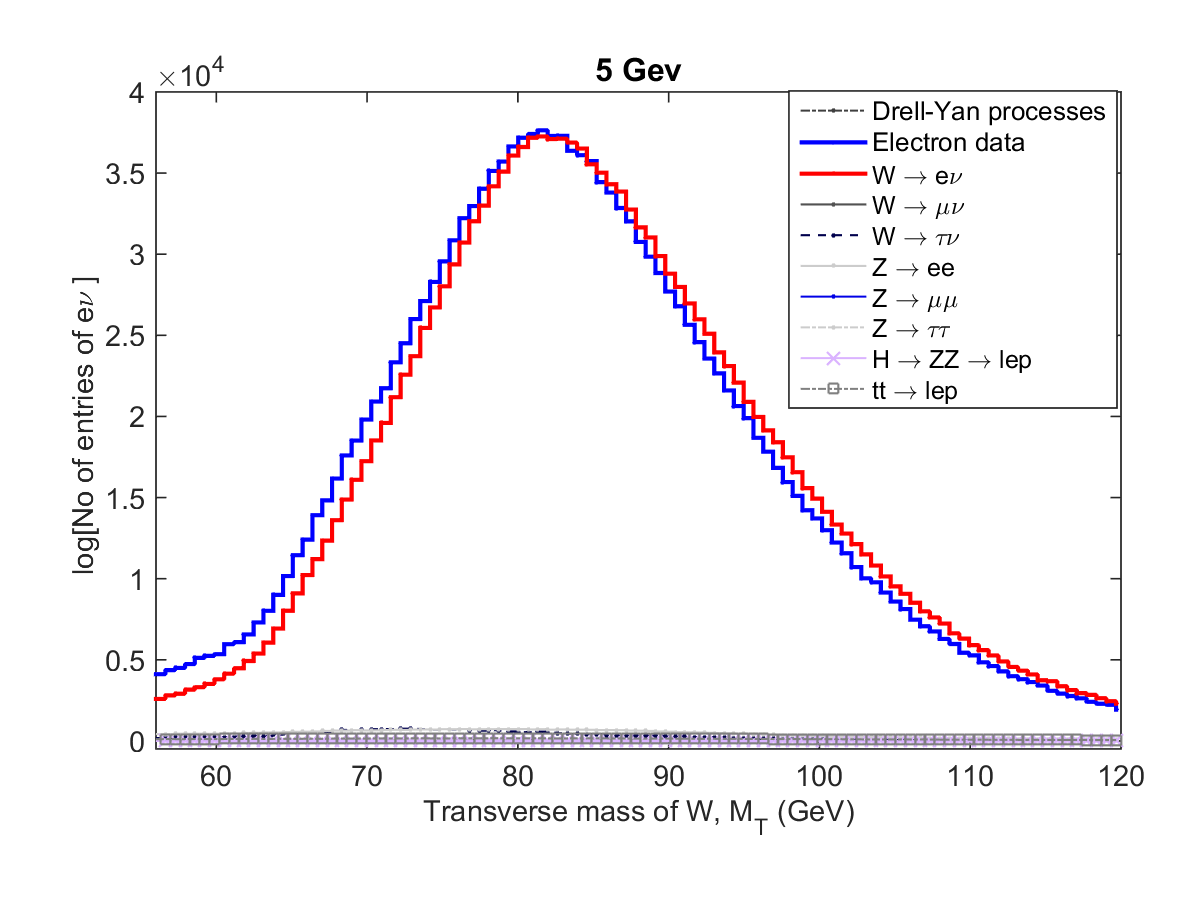 5 Gev
×10⁴
4
3.5
3
2.5
2
1.5
1
0.5
0
log[No of entries of eν ]
60 70 80 90 100 110 120
Transverse mass of W, M_T (GeV)
Drell-Yan processes
Electron data
W → eν
W → μν
W → τν
Z → ee
Z → μμ
Z → ττ
H → ZZ → lep
tt → lep